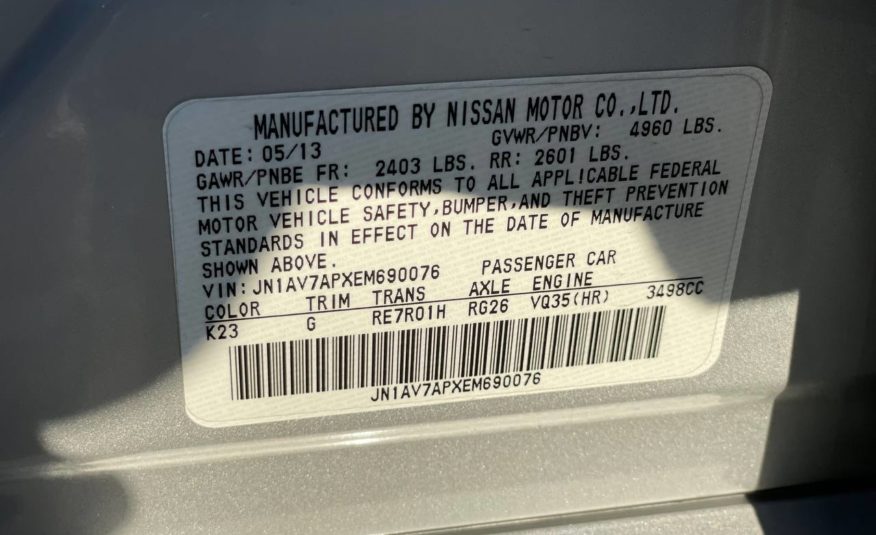 MANUFACTURED BY NISSAN MOTOR CO.,LTD.
DATE: 05/13 GVWR/PNBV: 4960 LBS.
GAWR/PNBE FR: 2403 LBS. RR: 2601 LBS.
THIS VEHICLE CONFORMS TO ALL APPLICABLE FEDERAL
MOTOR VEHICLE SAFETY,BUMPER,AND THEFT PREVENTION
STANDARDS IN EFFECT ON THE DATE OF MANUFACTURE
SHOWN ABOVE.
VIN: JN1AV7APXEM690076 PASSENGER CAR
COLOR TRIM TRANS AXLE ENGINE
K23 G RE7R01H RG26 VQ35(HR) 3498CC
JN1AV7APXEM690076